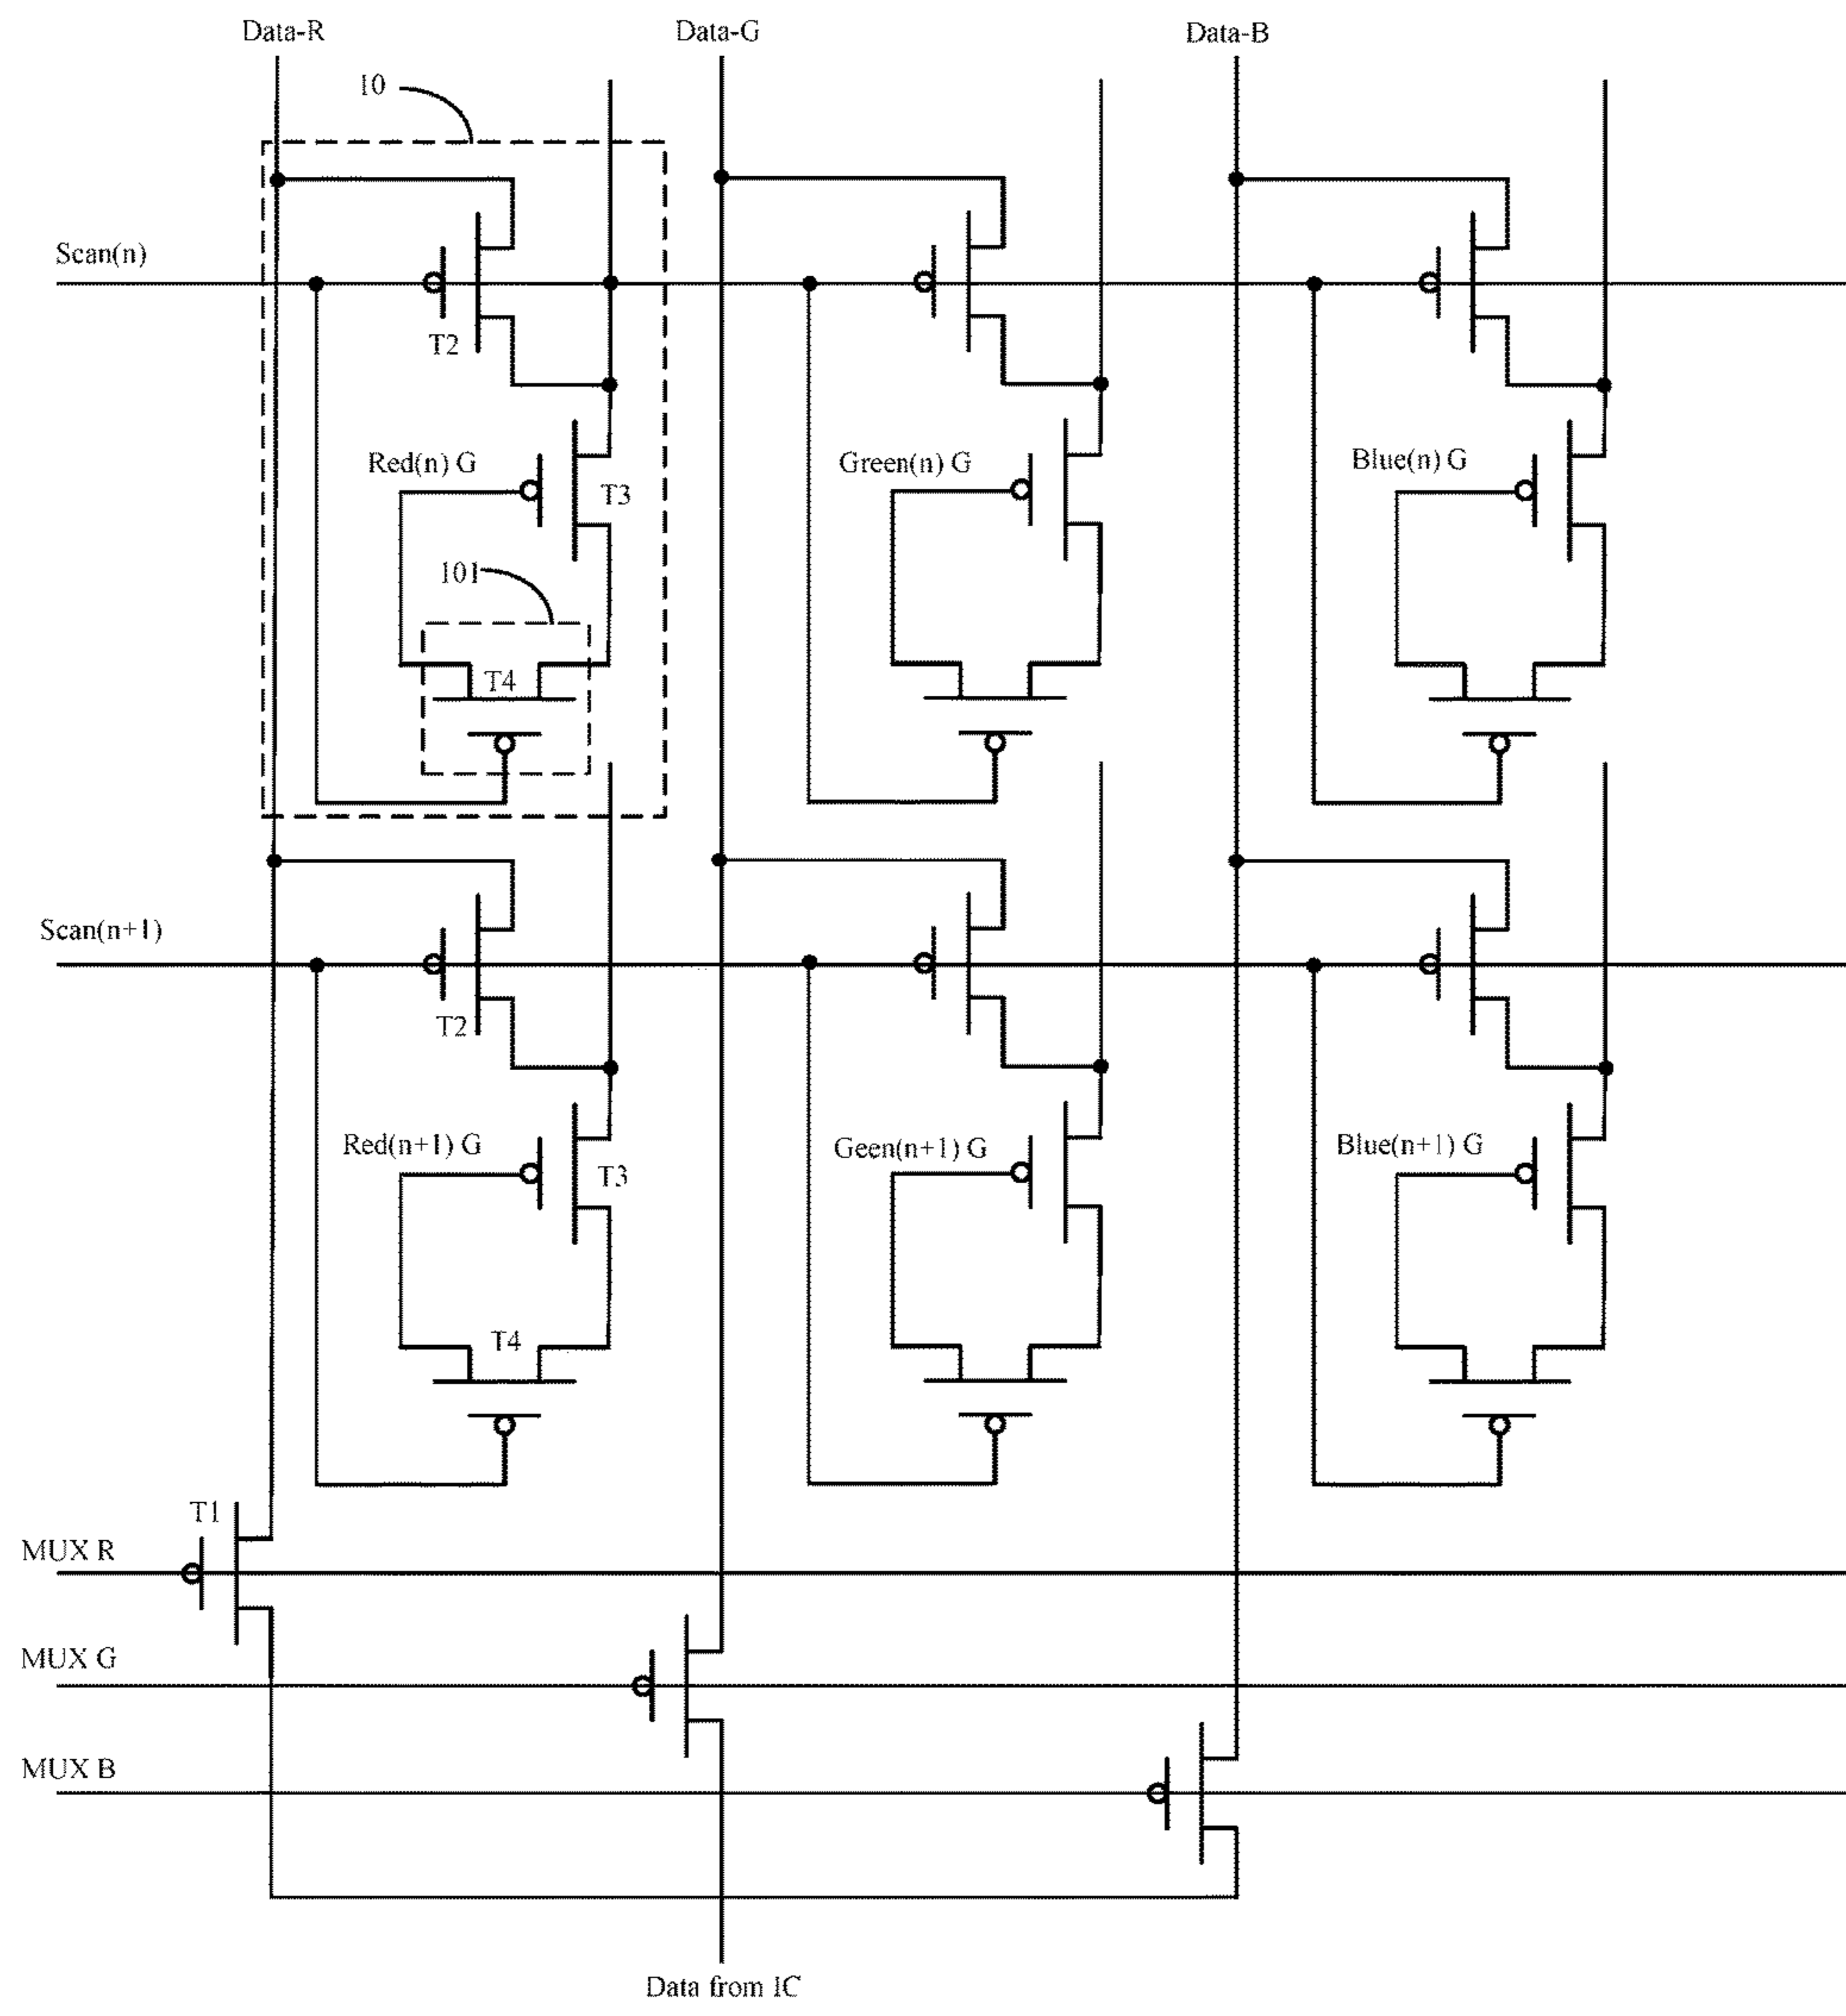 Data-R
Data-G
Data-B
10
Scan(n)
T2
Red(n) G
T3
Green(n) G
Blue(n) G
101
T4
Scan(n+1)
T2
Red(n+1) G
T3
Geen(n+1) G
Blue(n+1) G
T4
T1
MUX R
MUX G
MUX B
Data from IC